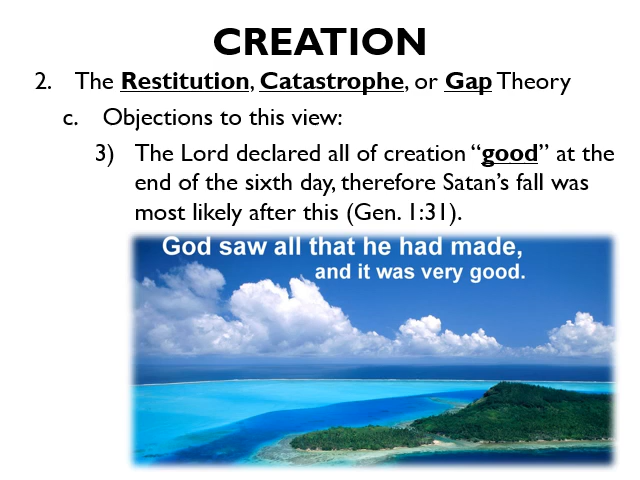 CREATION
2. The Restitution, Catastrophe, or Gap Theory
c. Objections to this view:
3) The Lord declared all of creation “good” at the
end of the sixth day, therefore Satan’s fall was
most likely after this (Gen. 1:31).
God saw all that he had made,
and it was very good.